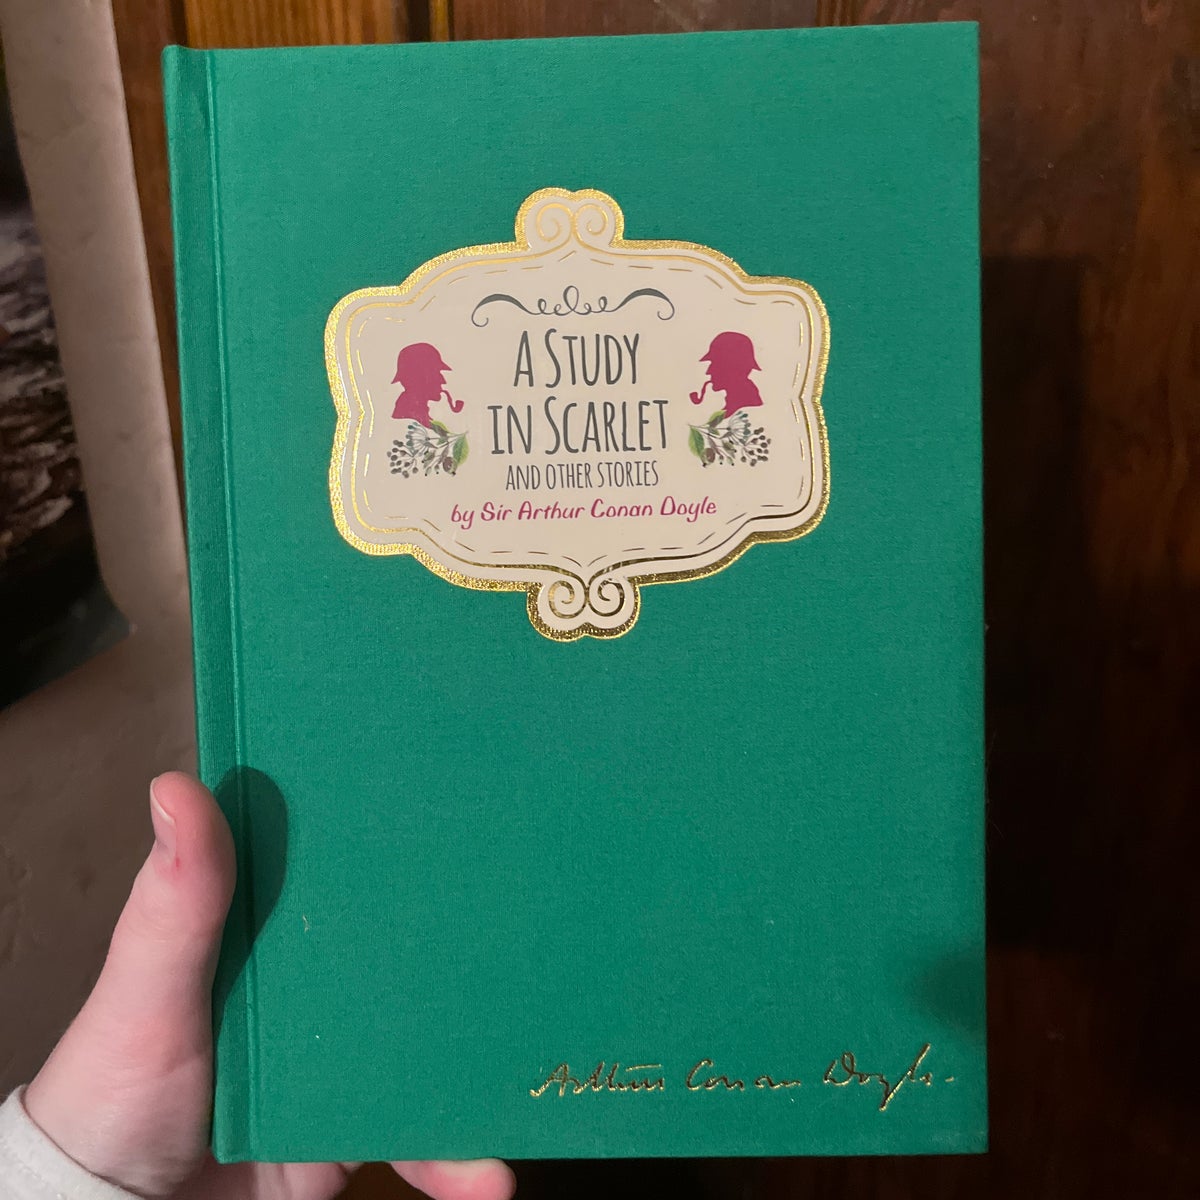 A STUDY
IN SCARLET
AND OTHER STORIES
by Sir Arthur Conan Doyle
Arthur Conan Doyle.